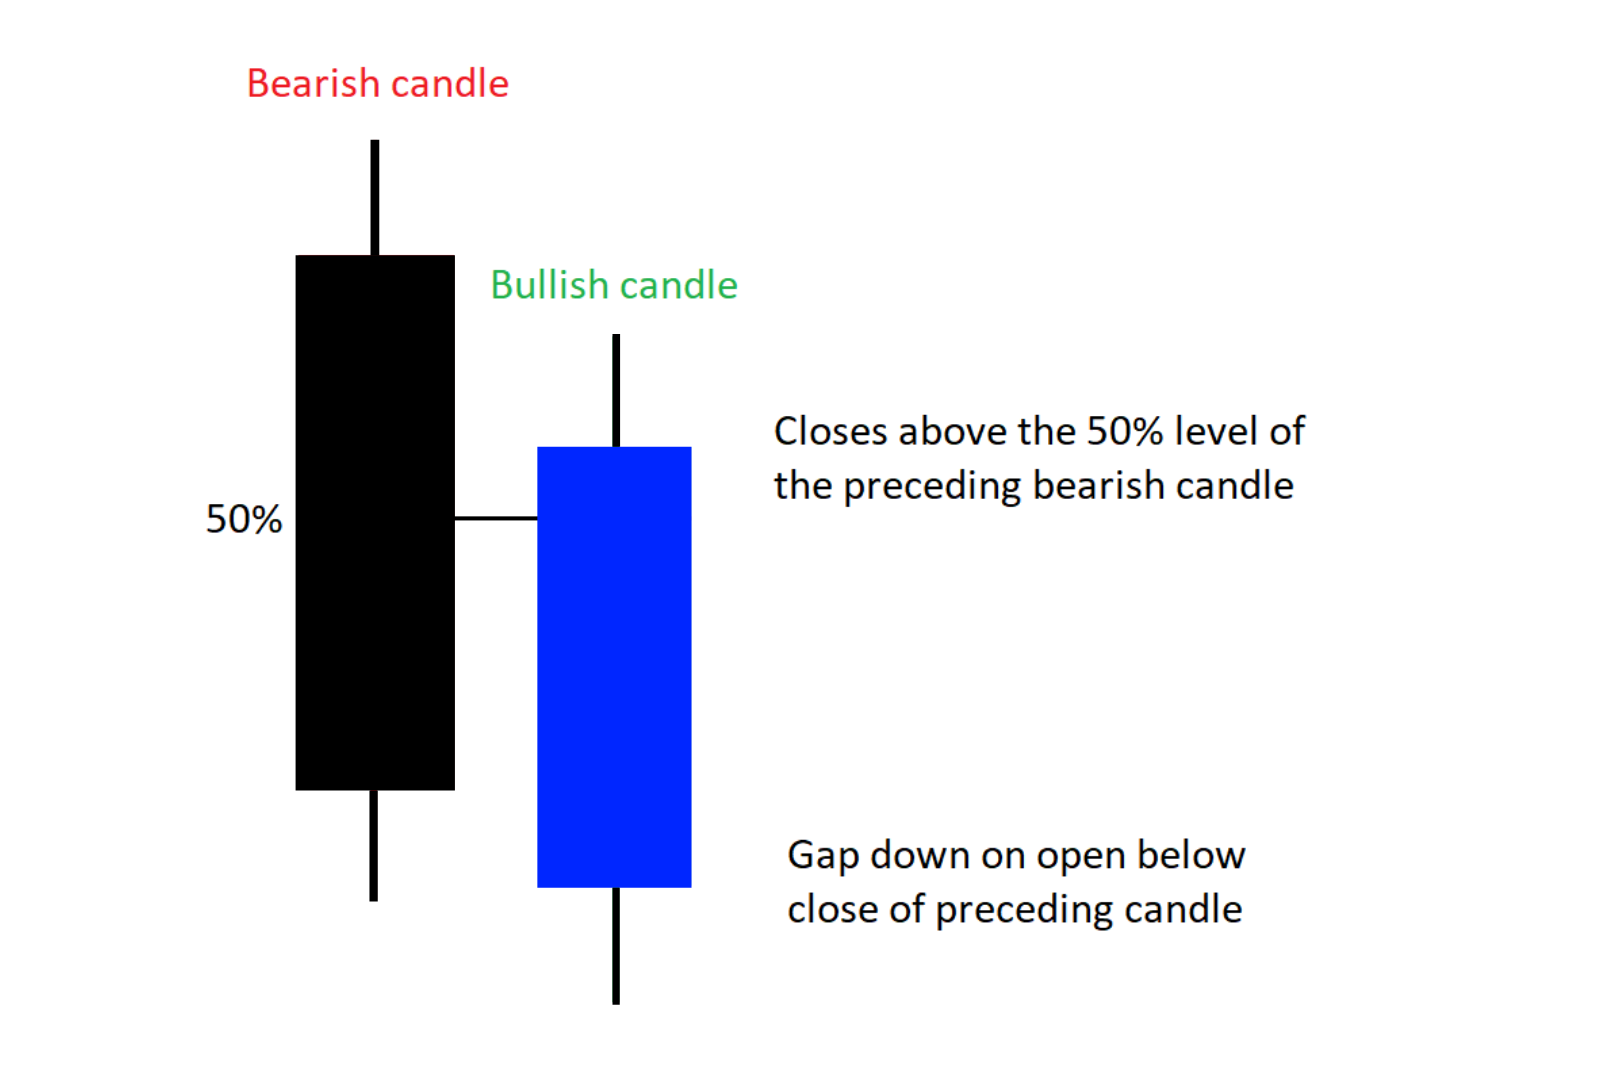 Bearish candle
Bullish candle
Closes above the 50% level of
the preceding bearish candle
50%
Gap down on open below
close of preceding candle